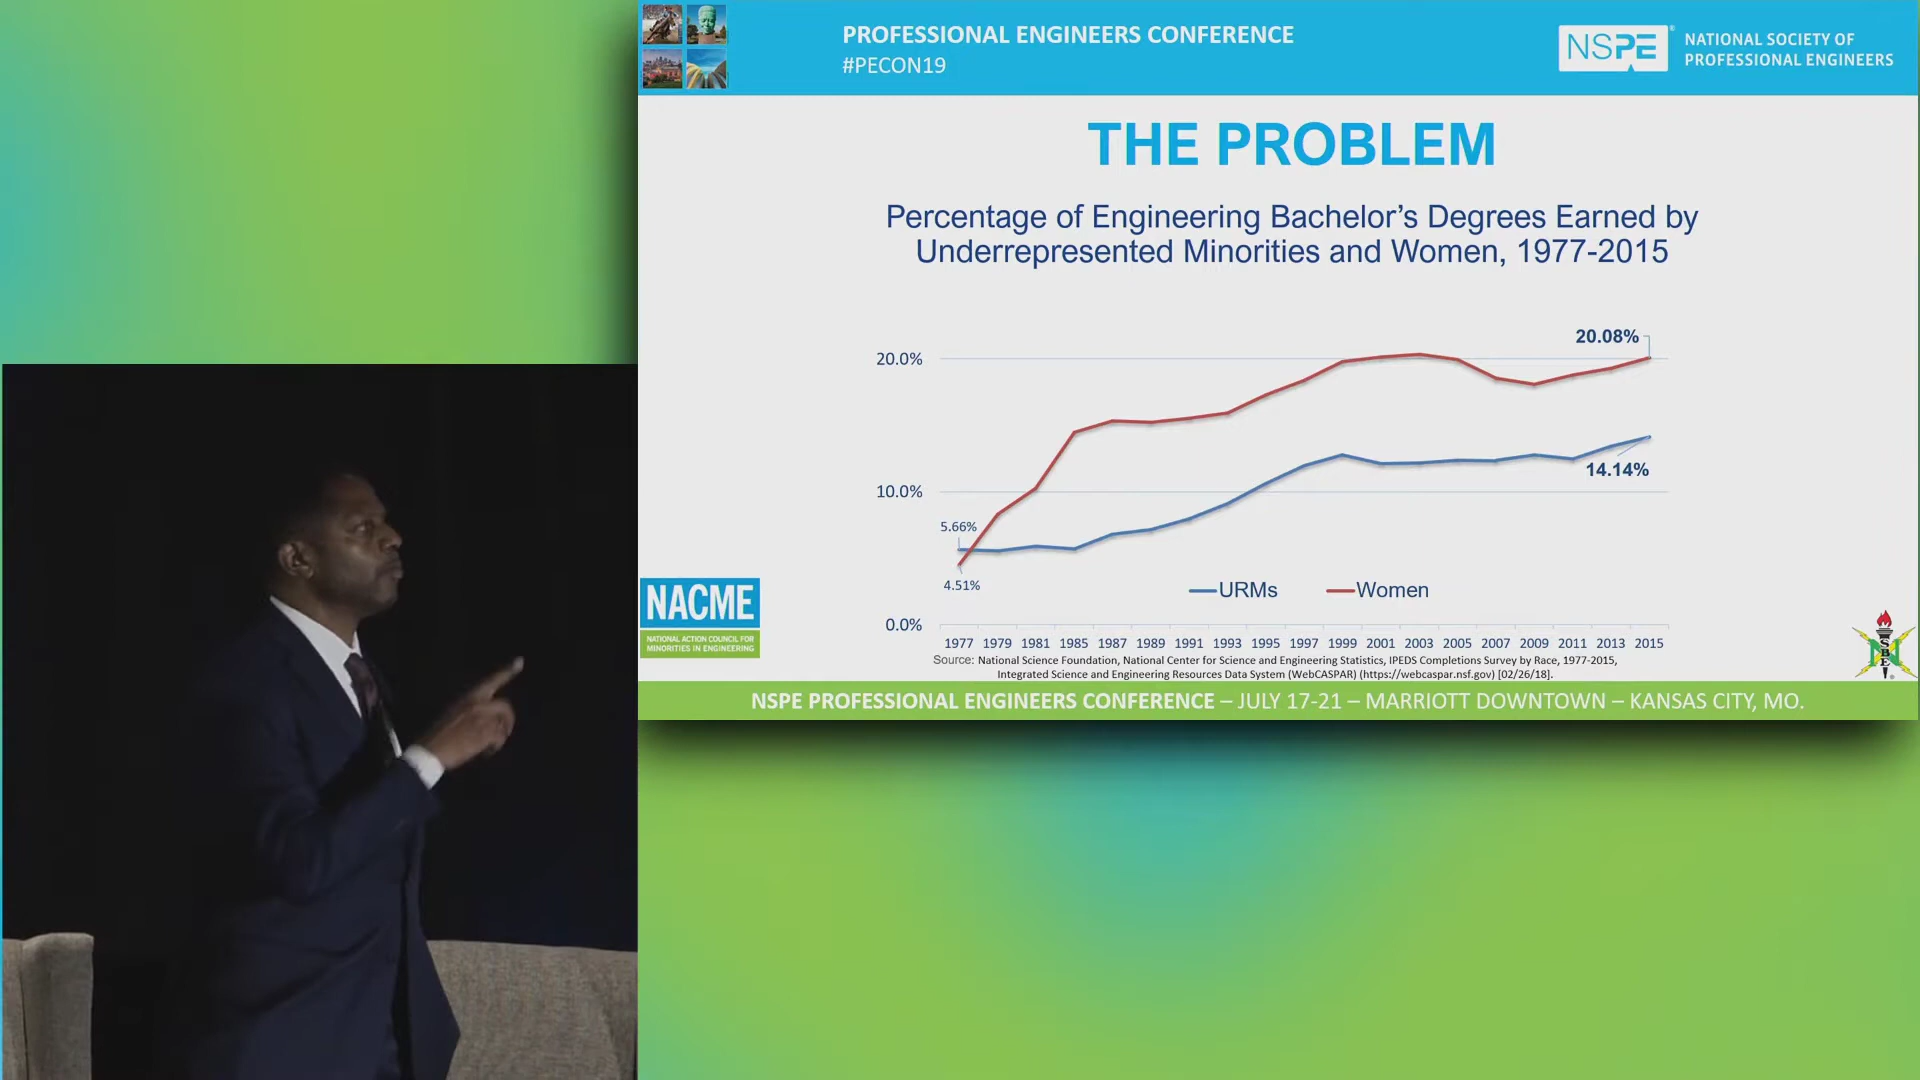 PROFESSIONAL ENGINEERS CONFERENCE
#PECON19
NSPE
NATIONAL SOCIETY OF
PROFESSIONAL ENGINEERS
THE PROBLEM
Percentage of Engineering Bachelor’s Degrees Earned by
Underrepresented Minorities and Women, 1977-2015
20.08%
20.0%
14.14%
10.0%
5.66%
4.51%
URMs Women
0.0%
1977 1979 1981 1985 1987 1989 1991 1993 1995 1997 1999 2001 2003 2005 2007 2009 2011 2013 2015
Source: National Science Foundation, National Center for Science and Engineering Statistics, IPEDS Completions Survey by Race, 1977-2015,
Integrated Science and Engineering Resources Data System (WebCASPAR) (https://webcaspar.nsf.gov) [02/26/18].
NACME
NATIONAL ACTION COUNCIL FOR
MINORITIES IN ENGINEERING
NSBE
NSPE PROFESSIONAL ENGINEERS CONFERENCE – JULY 17-21 – MARRIOTT DOWNTOWN – KANSAS CITY, MO.